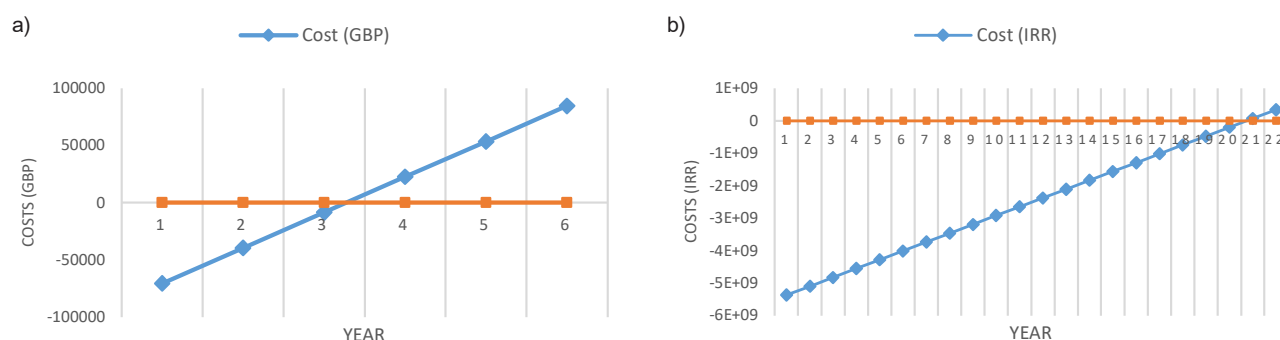 a)
Cost (GBP)
100000
50000
0
-50000
-100000
COSTS (GBP)
1 2 3 4 5 6
YEAR
b)
Cost (IRR)
1E+09
0
-1E+09
-2E+09
-3E+09
-4E+09
-5E+09
-6E+09
COSTS (IRR)
1 2 3 4 5 6 7 8 9 10 11 12 13 14 15 16 17 18 19 20 21 22
YEAR